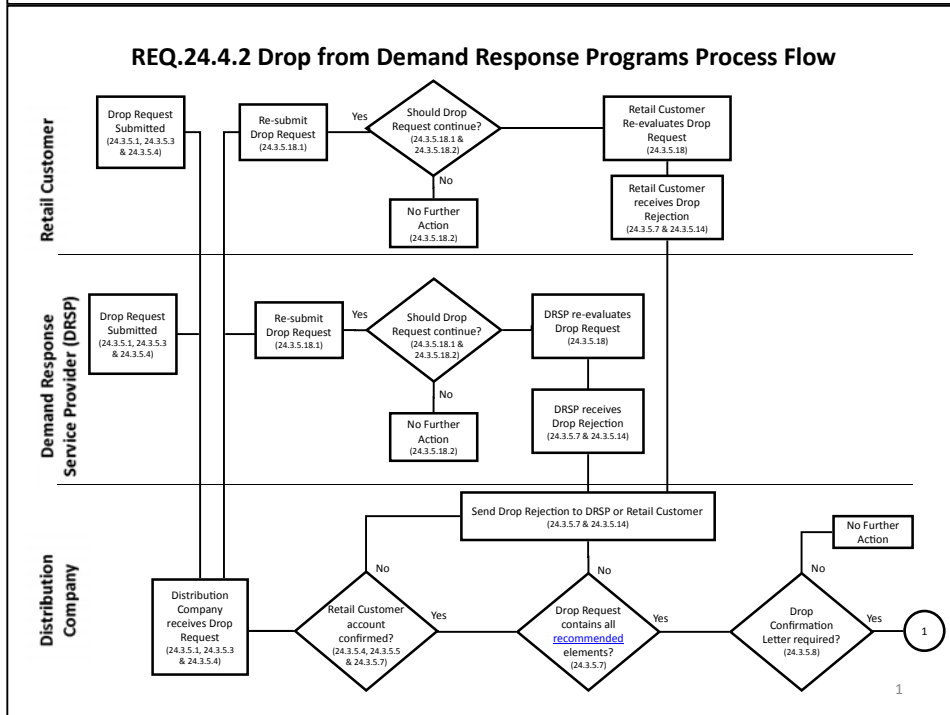 REQ.24.4.2 Drop from Demand Response Programs Process Flow
Retail Customer
Drop Request
Submitted
(24.3.5.1, 24.3.5.3
& 24.3.5.4)
Re-submit
Drop Request
(24.3.5.18.1)
Yes
Should Drop
Request continue?
(24.3.5.18.1 &
24.3.5.18.2)
No
No Further
Action
(24.3.5.18.2)
Retail Customer
Re-evaluates Drop
Request
(24.3.5.18)
Retail Customer
receives Drop
Rejection
(24.3.5.7 & 24.3.5.14)
Demand Response
Service Provider (DRSP)
Drop Request
Submitted
(24.3.5.1, 24.3.5.3
& 24.3.5.4)
Re-submit
Drop Request
(24.3.5.18.1)
Yes
Should Drop
Request continue?
(24.3.5.18.1 &
24.3.5.18.2)
No
No Further
Action
(24.3.5.18.2)
DRSP re-evaluates
Drop Request
(24.3.5.18)
DRSP receives
Drop Rejection
(24.3.5.7 & 24.3.5.14)
Distribution
Company
Send Drop Rejection to DRSP or Retail Customer
(24.3.5.7 & 24.3.5.14)
Distribution
Company
receives Drop
Request
(24.3.5.1, 24.3.5.3
& 24.3.5.4)
No
Retail Customer
account
confirmed?
(24.3.5.4, 24.3.5.5
& 24.3.5.7)
Yes
No
Drop Request
contains all
recommended
elements?
(24.3.5.7)
Yes
No Further
Action
No
Drop
Confirmation
Letter required?
(24.3.5.8)
Yes
1
1